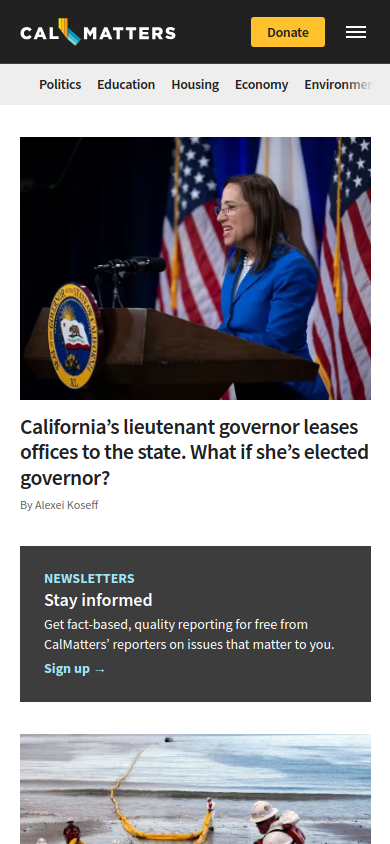 CAL MATTERS
Donate
Politics Education Housing Economy Environmen
California’s lieutenant governor leases
offices to the state. What if she’s elected
governor?
By Alexei Koseff
NEWSLETTERS
Stay informed
Get fact-based, quality reporting for free from
CalMatters’ reporters on issues that matter to you.
Sign up →